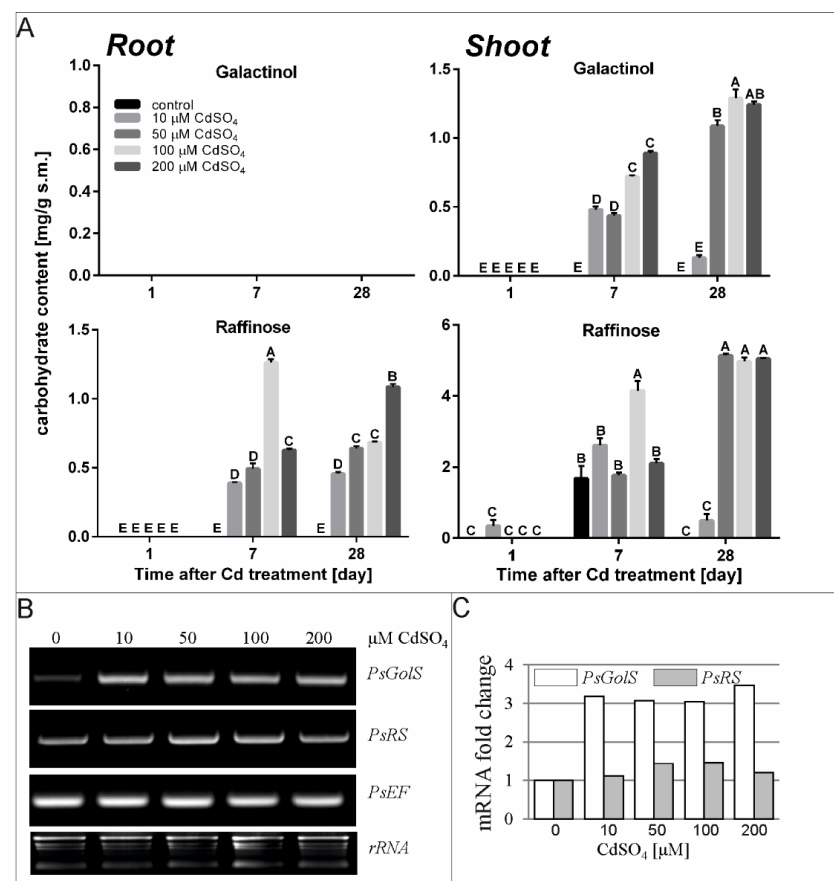 A
Root
Shoot
Galactinol
1.0
0.8
0.6
0.4
0.2
0.0
control
10 μM CdSO₄
50 μM CdSO₄
100 μM CdSO₄
200 μM CdSO₄
1 7 28
Galactinol
1.5
1.0
0.5
0.0
E E E E E
E D D C C
E E B A AB
1 7 28
carbohydrate content [mg/g s.m.]
Raffinose
1.5
1.0
0.5
0.0
E E E E E
E D D A C
E D C C B
1 7 28
Time after Cd treatment [day]
Raffinose
6
4
2
0
C C C C C
B B B A B
C C A A A
1 7 28
Time after Cd treatment [day]
B
0 10 50 100 200 μM CdSO₄
PsGolS
PsRS
PsEF
rRNA
C
mRNA fold change
4
3
2
1
0
PsGolS PsRS
0 10 50 100 200
CdSO₄ [μM]